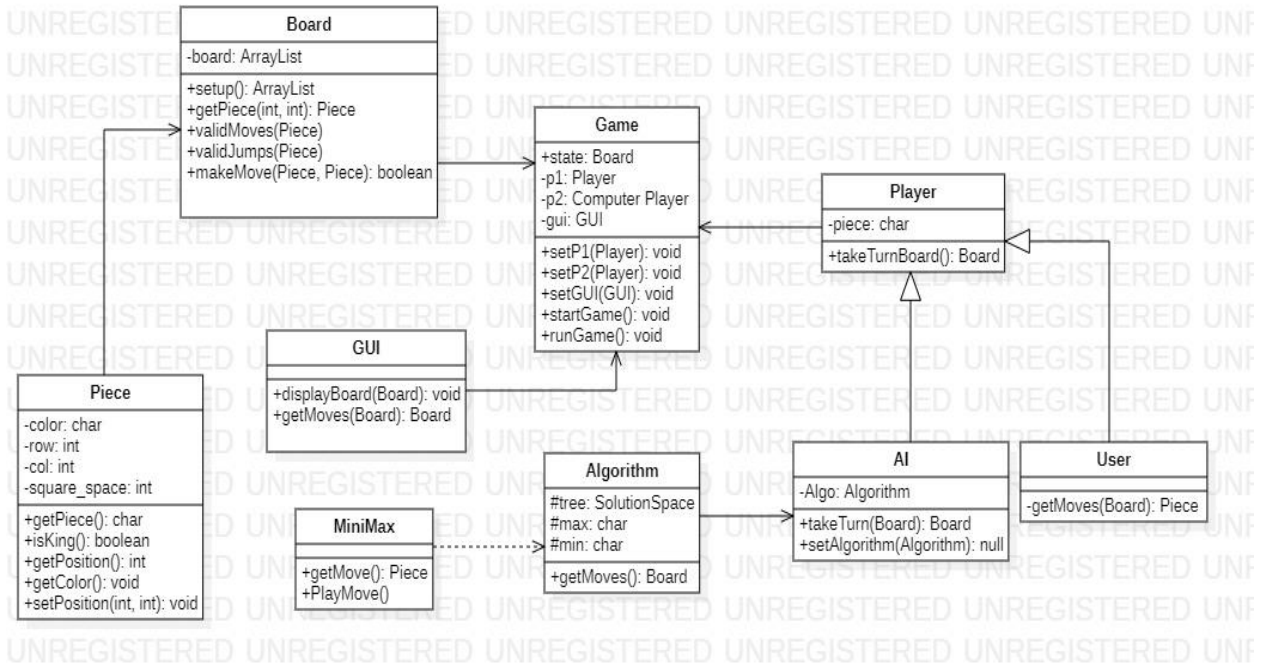 Board
-board: ArrayList
+setup(): ArrayList
+getPiece(int, int): Piece
+validMoves(Piece)
+validJumps(Piece)
+makeMove(Piece, Piece): boolean
Game
+state: Board
-p1: Player
-p2: Computer Player
-gui: GUI
+setP1(Player): void
+setP2(Player): void
+setGUI(GUI): void
+startGame(): void
+runGame(): void
Player
-piece: char
+takeTurnBoard(): Board
GUI
+displayBoard(Board): void
+getMoves(Board): Board
Piece
-color: char
-row: int
-col: int
-square_space: int
+getPiece(): char
+isKing(): boolean
+getPosition(): int
+getColor(): void
+setPosition(int, int): void
MiniMax
+getMove(): Piece
+PlayMove()
Algorithm
#tree: SolutionSpace
#max: char
#min: char
+getMoves(): Board
AI
-Algo: Algorithm
+takeTurn(Board): Board
+setAlgorithm(Algorithm): null
User
-getMoves(Board): Piece
UNREGISTERED